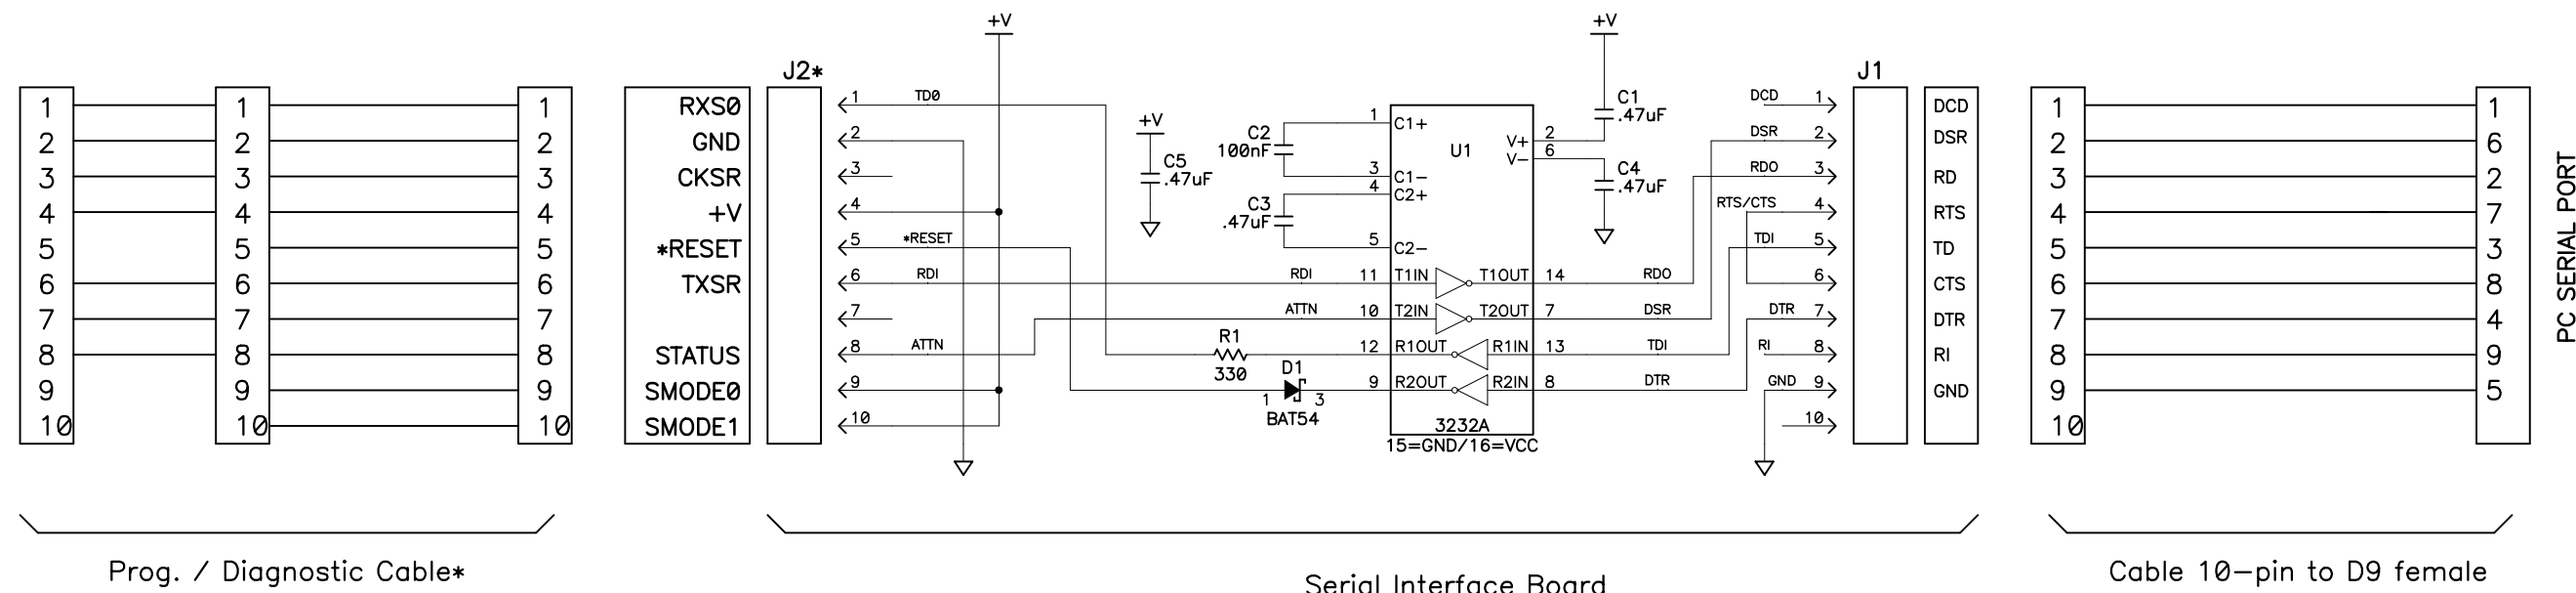 +V
+V
J2*
J1
1
2
3
4
5
6
7
8
9
10
1
2
3
4
5
6
7
8
9
10
1
2
3
4
5
6
7
8
9
10
RXS0
GND
CKSR
+V
*RESET
TXSR
STATUS
SMODE0
SMODE1
1 TD0
2
3
4
5 *RESET
6 RDI
7
8 ATTN
9
10
+V
C5
.47uF
C2
100nF
C3
.47uF
RDI
ATTN
R1
330
D1
1 3
BAT54
1 C1+
3 C1-
4 C2+
5 C2-
11 T1IN
10 T2IN
12 R1OUT
9 R2OUT
U1
V+ 2
V- 6
T1OUT 14
T2OUT 7
R1IN 13
R2IN 8
3232A
15=GND/16=VCC
C1
.47uF
C4
.47uF
RDO
DSR
TDI
DTR
DCD 1
DSR 2
RDO 3
RTS/CTS 4
TDI 5
6
DTR 7
RI 8
GND 9
10
DCD
DSR
RD
RTS
TD
CTS
DTR
RI
GND
1
2
3
4
5
6
7
8
9
10
1
6
2
7
3
8
4
9
5
PC SERIAL PORT
Prog. / Diagnostic Cable*
Serial Interface Board
Cable 10-pin to D9 female